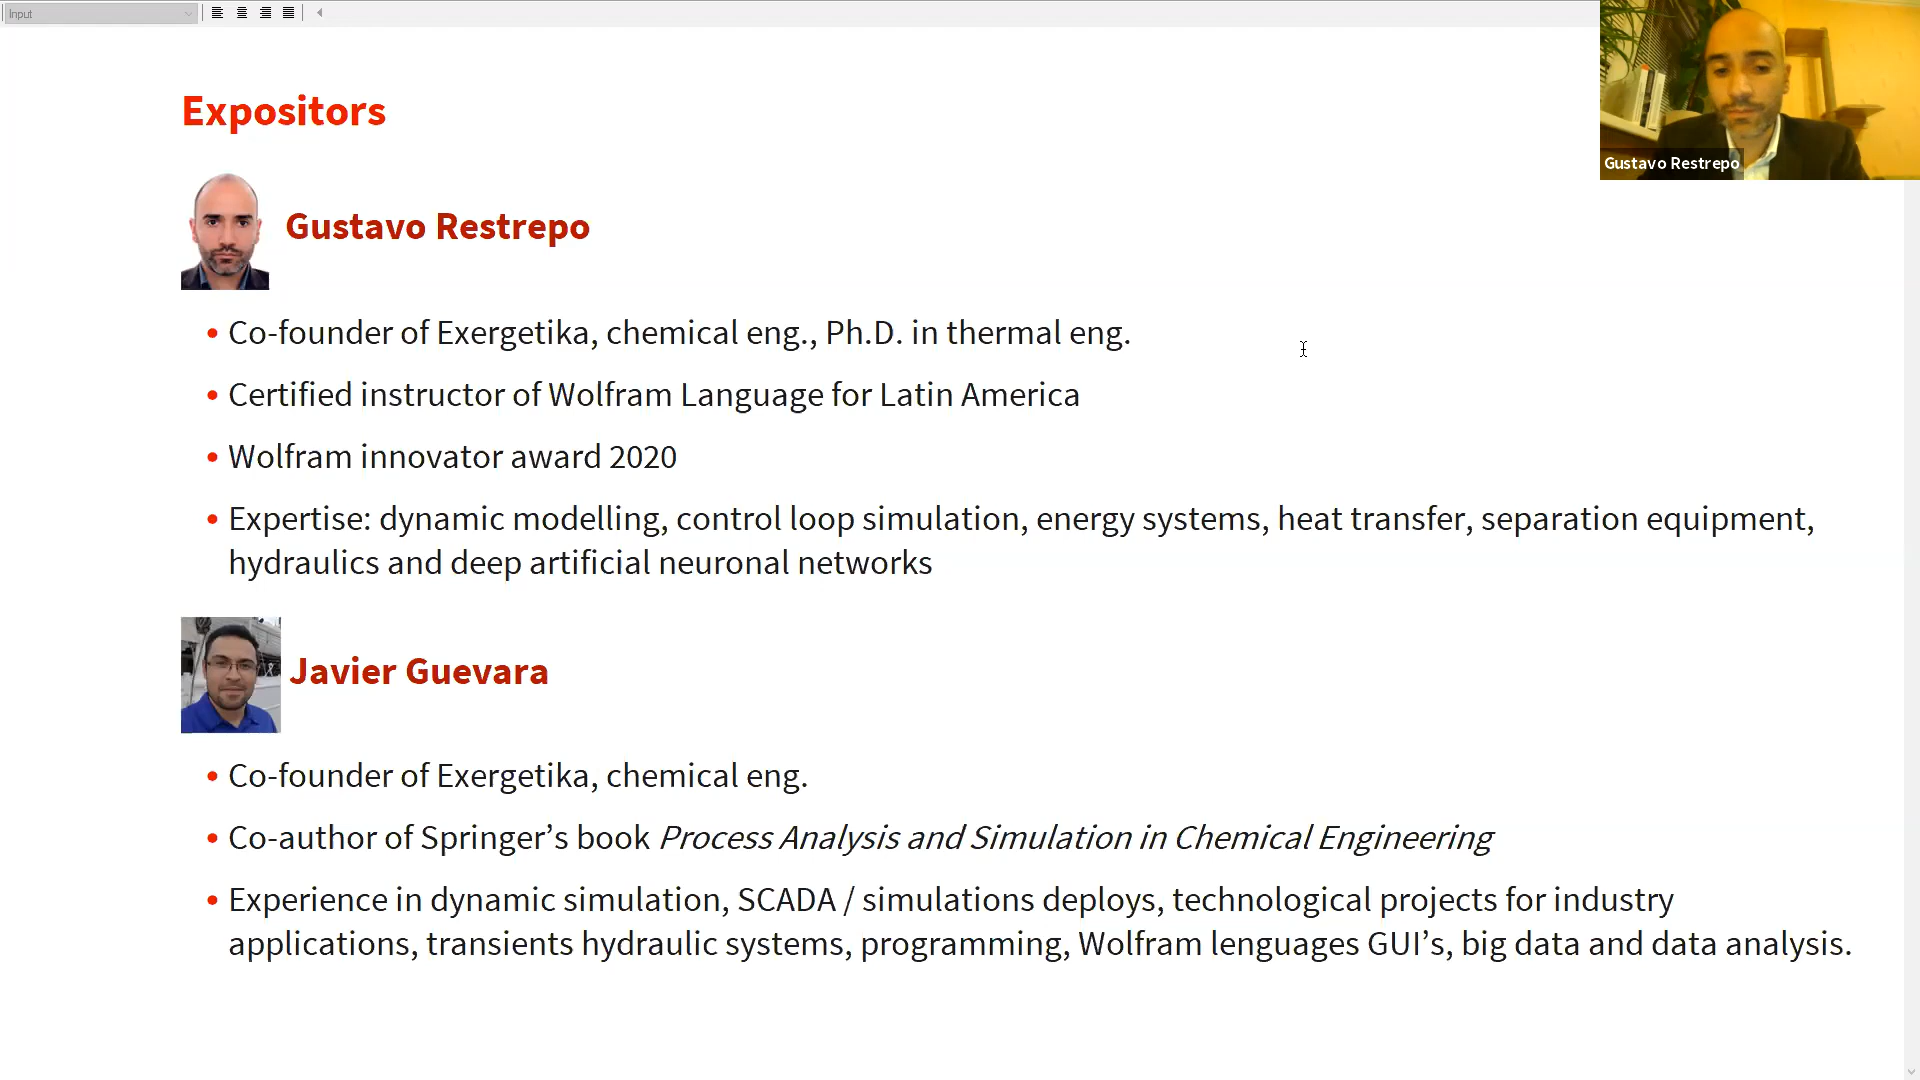 Input
Expositors
Gustavo Restrepo
Gustavo Restrepo
• Co-founder of Exergetika, chemical eng., Ph.D. in thermal eng.
• Certified instructor of Wolfram Language for Latin America
• Wolfram innovator award 2020
• Expertise: dynamic modelling, control loop simulation, energy systems, heat transfer, separation equipment,
hydraulics and deep artificial neuronal networks
Javier Guevara
• Co-founder of Exergetika, chemical eng.
• Co-author of Springer’s book Process Analysis and Simulation in Chemical Engineering
• Experience in dynamic simulation, SCADA / simulations deploys, technological projects for industry
applications, transients hydraulic systems, programming, Wolfram lenguages GUI’s, big data and data analysis.